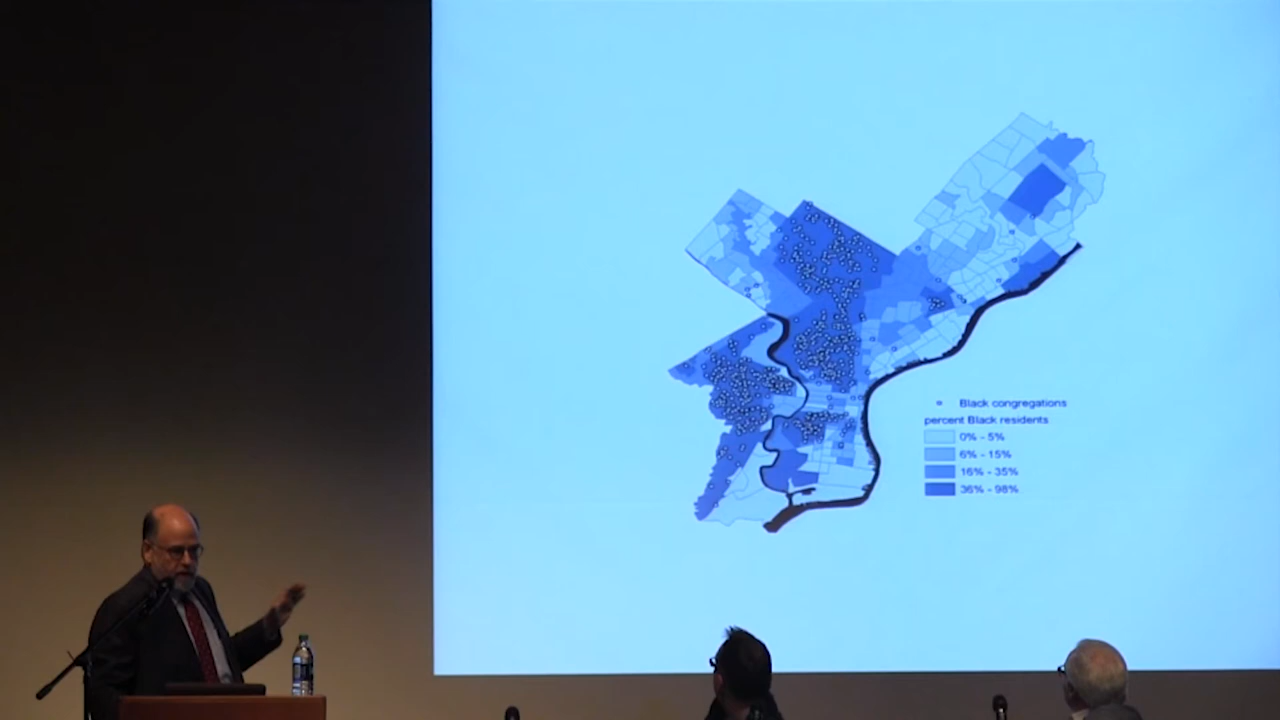 Black congregations
percent Black residents
0% - 5%
6% - 15%
16% - 35%
36% - 98%